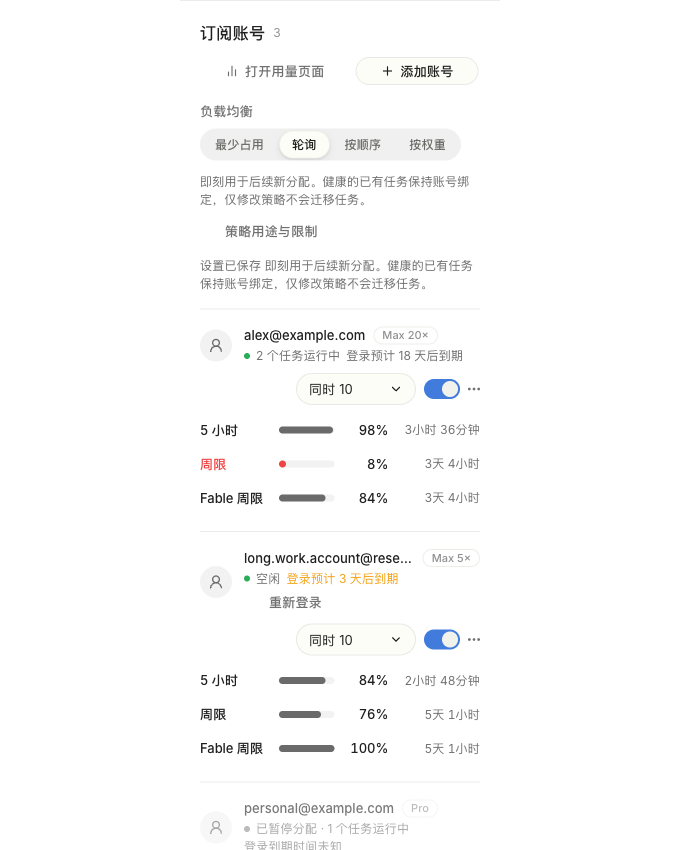 订阅账号 3
打开用量页面 + 添加账号
负载均衡
最少占用 轮询 按顺序 按权重
即刻用于后续新分配。健康的已有任务保持账号绑
定，仅修改策略不会迁移任务。
策略用途与限制
设置已保存 即刻用于后续新分配。健康的已有任务
保持账号绑定，仅修改策略不会迁移任务。
alex@example.com Max 20×
2 个任务运行中 登录预计 18 天后到期
同时 10
5 小时 98% 3小时 36分钟
周限 8% 3天 4小时
Fable 周限 84% 3天 4小时
long.work.account@rese... Max 5×
空闲 登录预计 3 天后到期
重新登录
同时 10
5 小时 84% 2小时 48分钟
周限 76% 5天 1小时
Fable 周限 100% 5天 1小时
personal@example.com Pro
已暂停分配 · 1 个任务运行中
登录到期时间未知